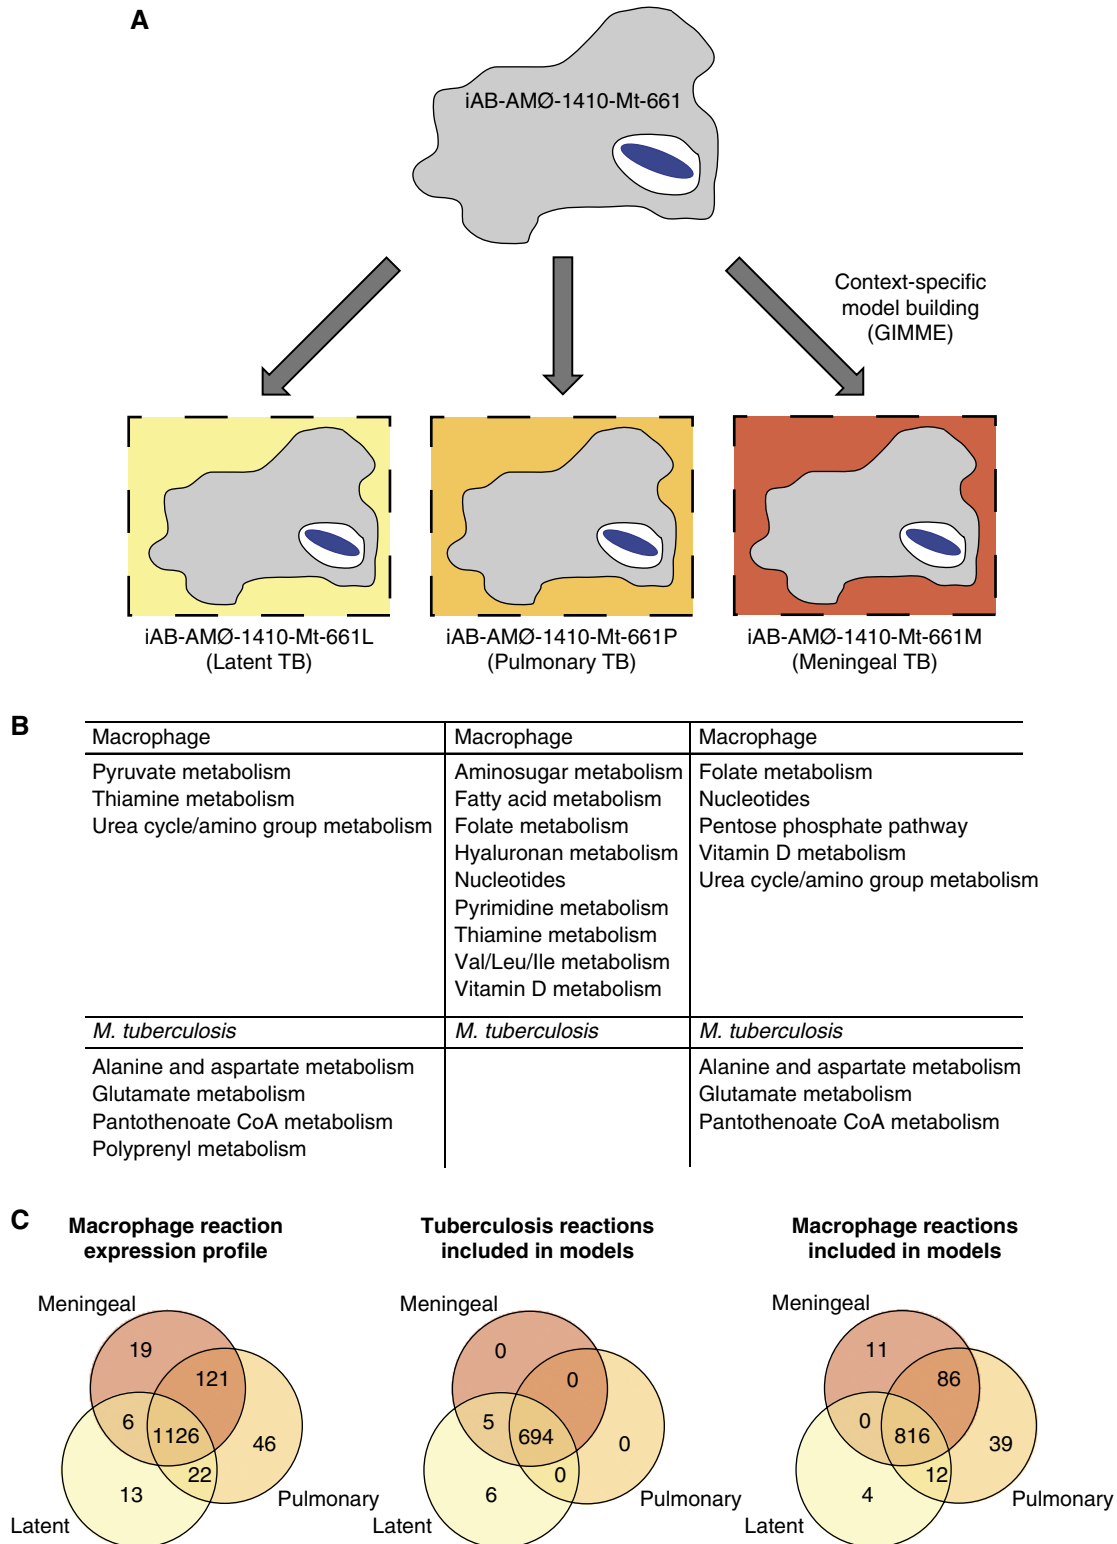 A
iAB-AMØ-1410-Mt-661
Context-specific
model building
(GIMME)
iAB-AMØ-1410-Mt-661L
(Latent TB)
iAB-AMØ-1410-Mt-661P
(Pulmonary TB)
iAB-AMØ-1410-Mt-661M
(Meningeal TB)
B
Macrophage
Pyruvate metabolism
Thiamine metabolism
Urea cycle/amino group metabolism
Macrophage
Aminosugar metabolism
Fatty acid metabolism
Folate metabolism
Hyaluronan metabolism
Nucleotides
Pyrimidine metabolism
Thiamine metabolism
Val/Leu/Ile metabolism
Vitamin D metabolism
Macrophage
Folate metabolism
Nucleotides
Pentose phosphate pathway
Vitamin D metabolism
Urea cycle/amino group metabolism
M. tuberculosis
Alanine and aspartate metabolism
Glutamate metabolism
Pantothenoate CoA metabolism
Polyprenyl metabolism
M. tuberculosis
M. tuberculosis
Alanine and aspartate metabolism
Glutamate metabolism
Pantothenoate CoA metabolism
C
Macrophage reaction
expression profile
Meningeal
19
121
6
1126
46
22
13
Pulmonary
Latent
Tuberculosis reactions
included in models
Meningeal
0
0
5
694
0
0
6
Pulmonary
Latent
Macrophage reactions
included in models
Meningeal
11
86
0
816
39
12
4
Pulmonary
Latent